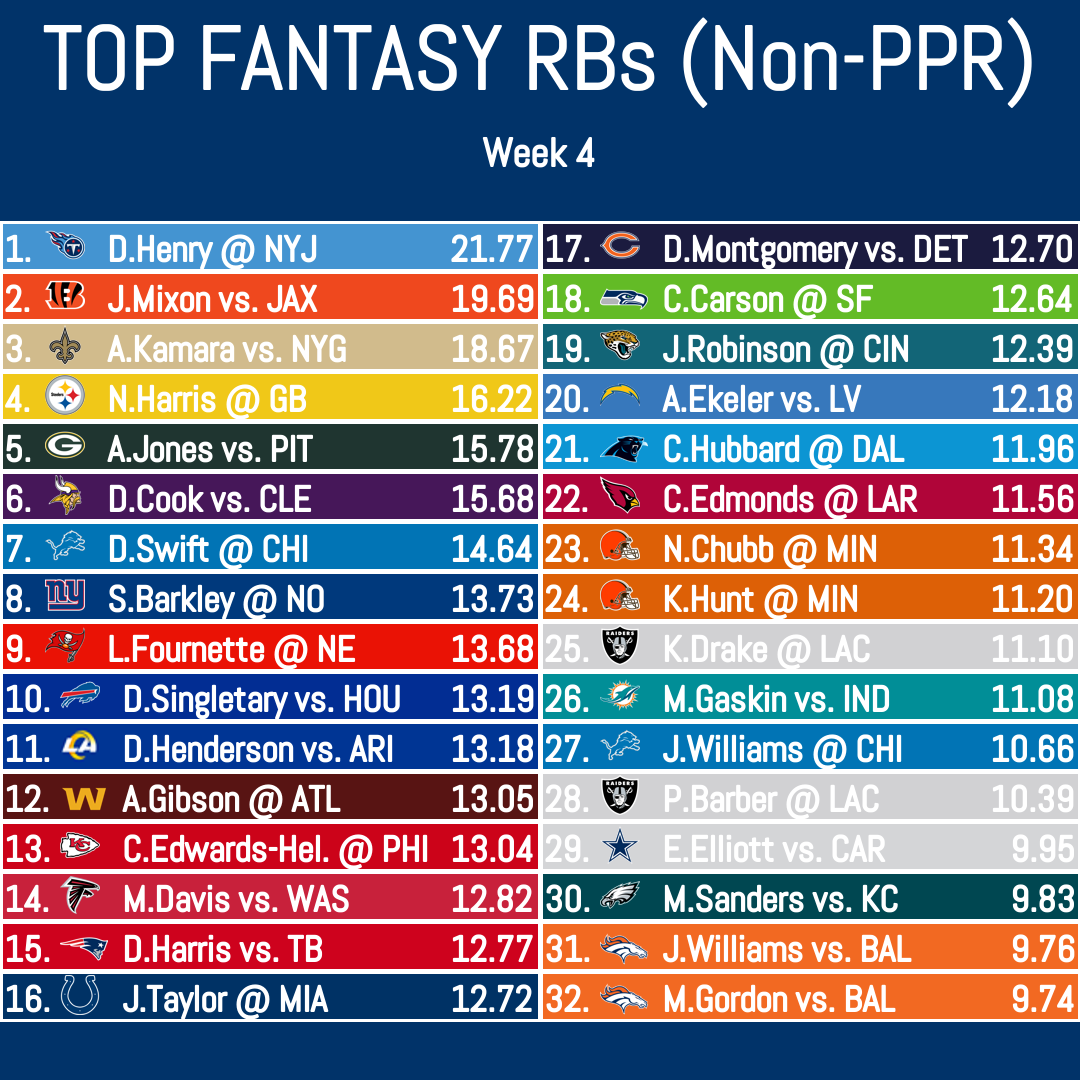 TOP FANTASY RBs (Non-PPR)
Week 4
1. D.Henry @ NYJ 21.77
2. J.Mixon vs. JAX 19.69
3. A.Kamara vs. NYG 18.67
4. N.Harris @ GB 16.22
5. A.Jones vs. PIT 15.78
6. D.Cook vs. CLE 15.68
7. D.Swift @ CHI 14.64
8. S.Barkley @ NO 13.73
9. L.Fournette @ NE 13.68
10. D.Singletary vs. HOU 13.19
11. D.Henderson vs. ARI 13.18
12. A.Gibson @ ATL 13.05
13. C.Edwards-Hel. @ PHI 13.04
14. M.Davis vs. WAS 12.82
15. D.Harris vs. TB 12.77
16. J.Taylor @ MIA 12.72
17. D.Montgomery vs. DET 12.70
18. C.Carson @ SF 12.64
19. J.Robinson @ CIN 12.39
20. A.Ekeler vs. LV 12.18
21. C.Hubbard @ DAL 11.96
22. C.Edmonds @ LAR 11.56
23. N.Chubb @ MIN 11.34
24. K.Hunt @ MIN 11.20
25. K.Drake @ LAC 11.10
26. M.Gaskin vs. IND 11.08
27. J.Williams @ CHI 10.66
28. P.Barber @ LAC 10.39
29. E.Elliott vs. CAR 9.95
30. M.Sanders vs. KC 9.83
31. J.Williams vs. BAL 9.76
32. M.Gordon vs. BAL 9.74